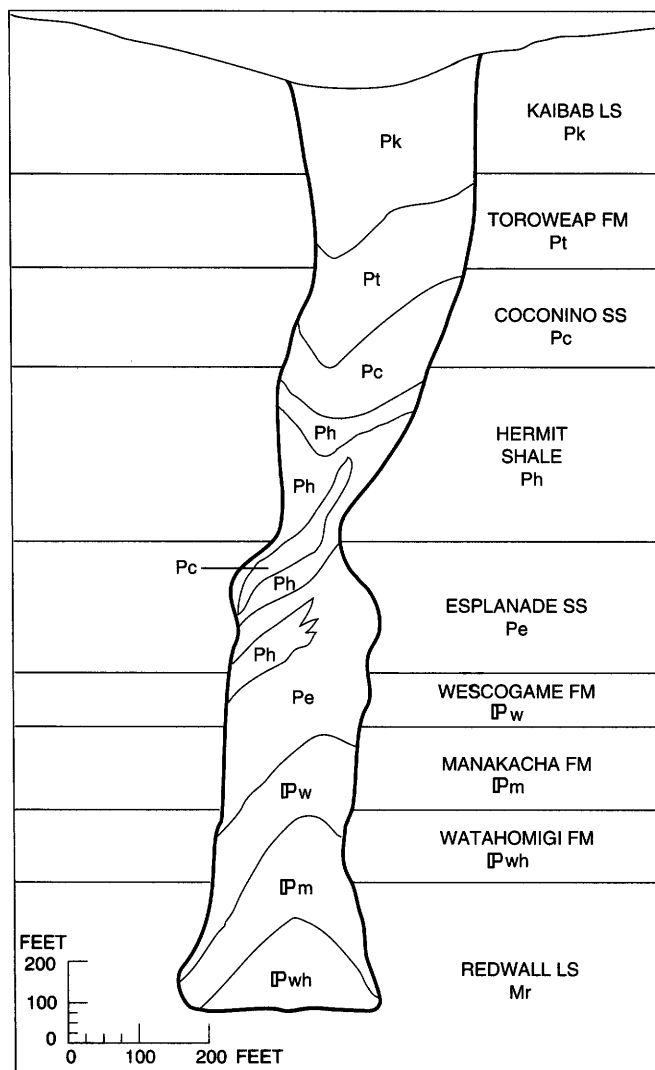 KAIBAB LS
Pk
Pk
TOROWEAP FM
Pt
Pt
COCONINO SS
Pc
Pc
Ph
HERMIT
SHALE
Ph
Ph
Pc
Ph
ESPLANADE SS
Pe
Ph
Pe
WESCOGAME FM
ℙw
MANAKACHA FM
ℙm
ℙw
WATAHOMIGI FM
ℙwh
ℙm
REDWALL LS
Mr
ℙwh
FEET
200
100
0
0 100 200 FEET